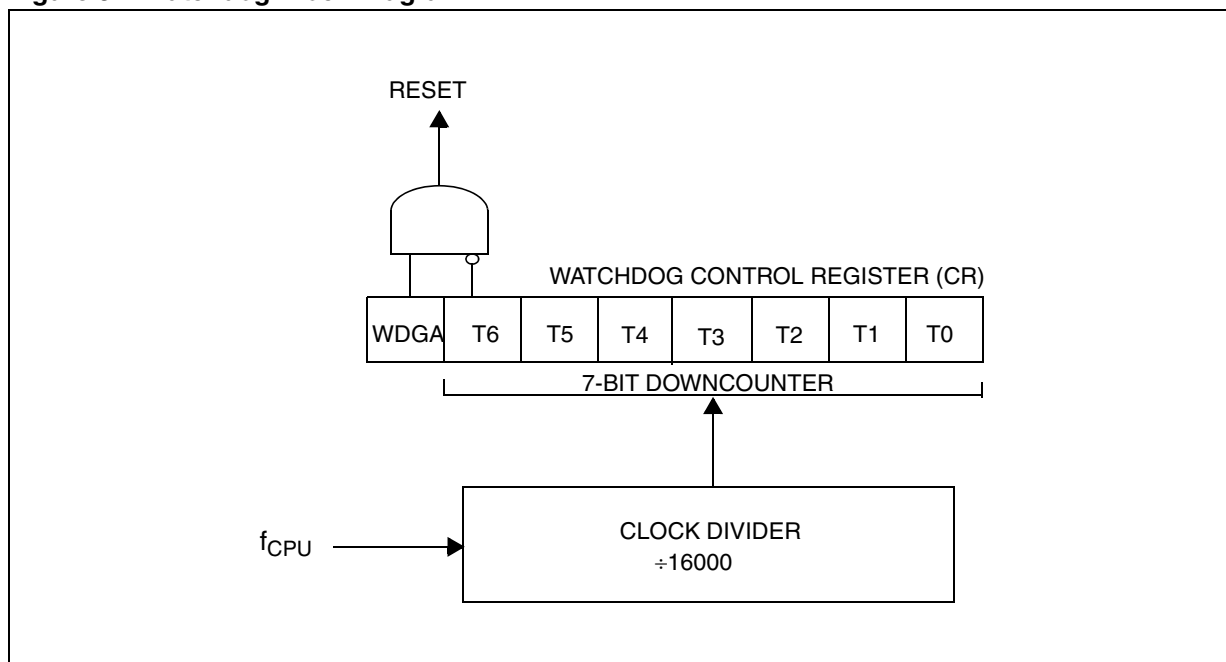 RESET
WATCHDOG CONTROL REGISTER (CR)
WDGA T6 T5 T4 T3 T2 T1 T0
7-BIT DOWNCOUNTER
fCPU
CLOCK DIVIDER
÷16000